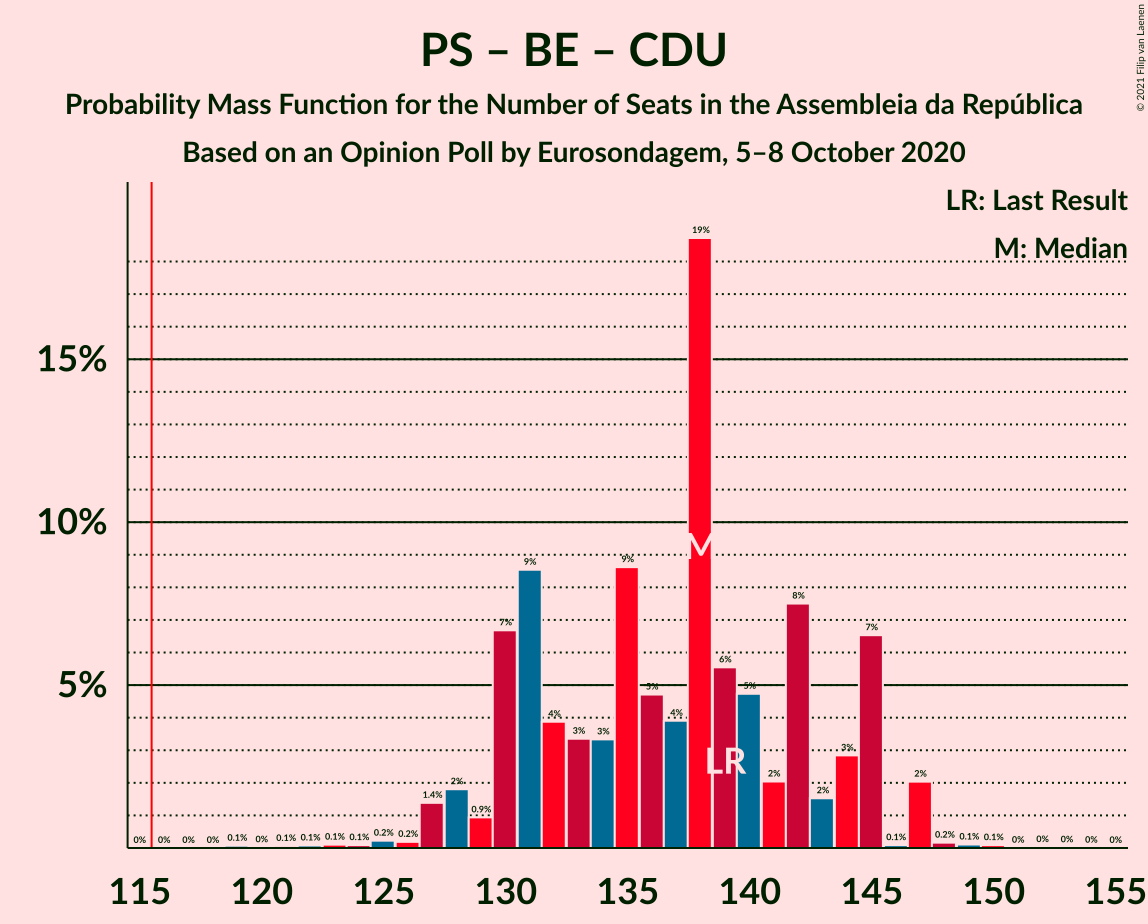 PS – BE – CDU
Probability Mass Function for the Number of Seats in the Assembleia da República
Based on an Opinion Poll by Eurosondagem, 5–8 October 2020
© 2021 Filip van Laenen
LR: Last Result
M: Median
15%
10%
5%
0% 0% 0% 0% 0.1% 0% 0.1% 0.1% 0.1% 0.1% 0.2% 0.2% 1.4% 2% 0.9% 7% 9% 4% 3% 3% 9% 5% 4% 19% 6% 5% 2% 8% 2% 3% 7% 0.1% 2% 0.2% 0.1% 0.1% 0% 0% 0% 0% 0%
M
LR
115 120 125 130 135 140 145 150 155